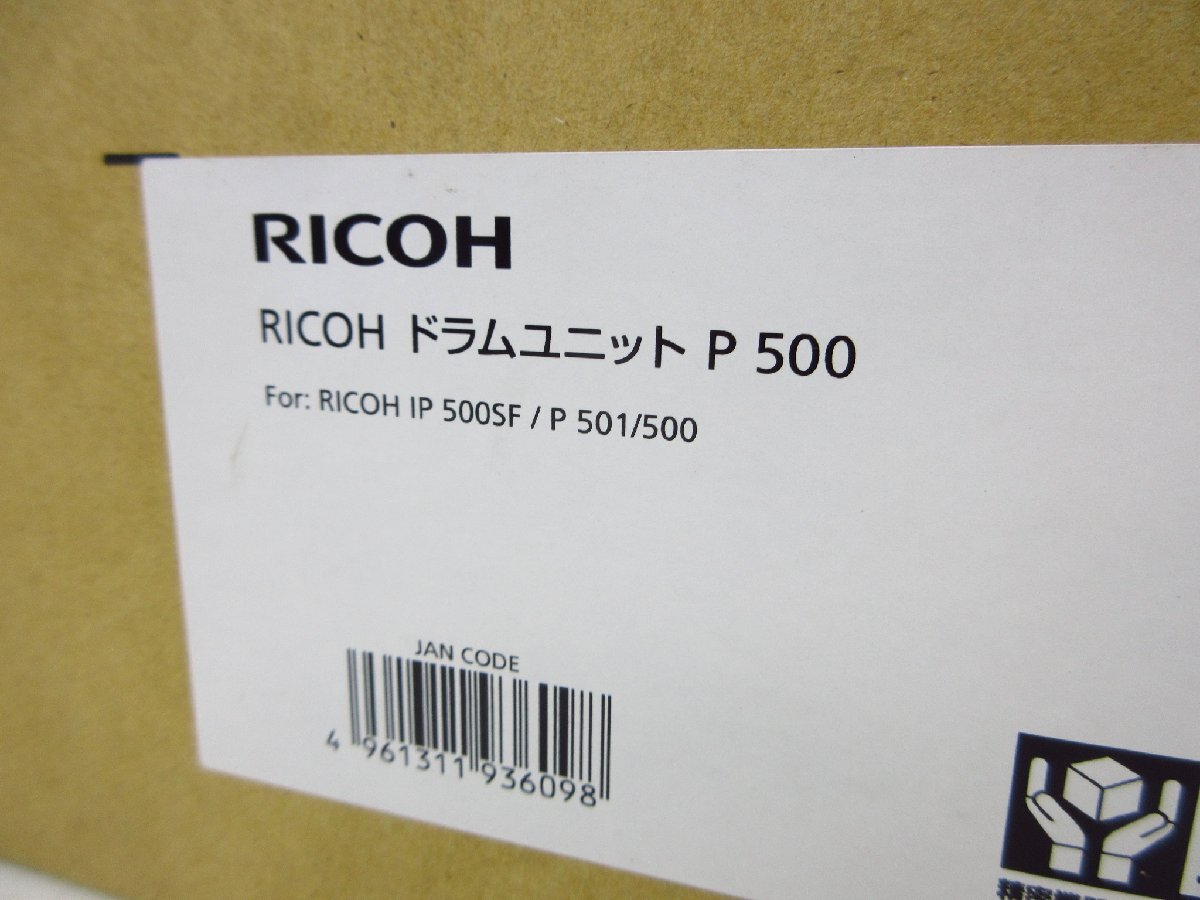 RICOH
RICOH ドラムユニット P 500
For: RICOH IP 500SF / P 501/500
JAN CODE
4 961311 936098